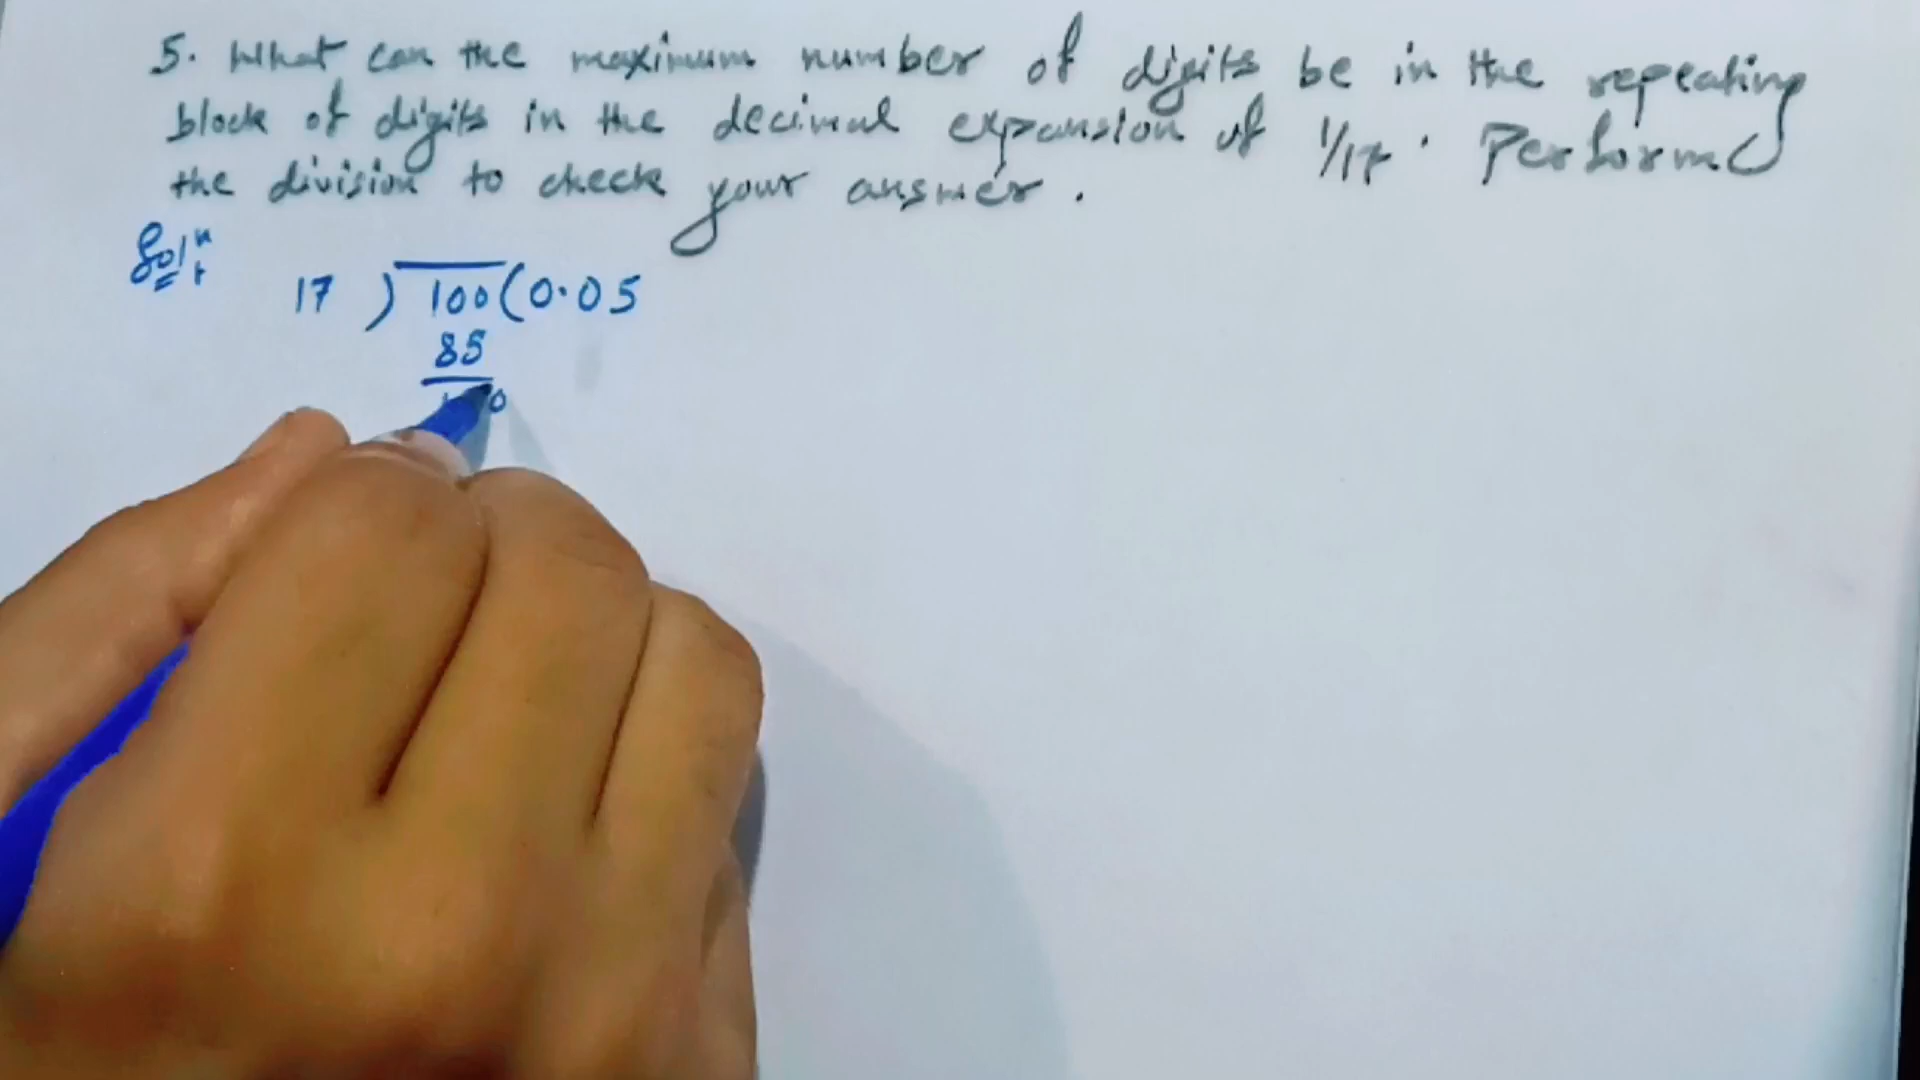 5. What can the maximum number of digits be in the repeating
block of digits in the decimal expansion of 1/17. Perform
the division to check your answer.
Soln
17 ) 100 ( 0.05
85